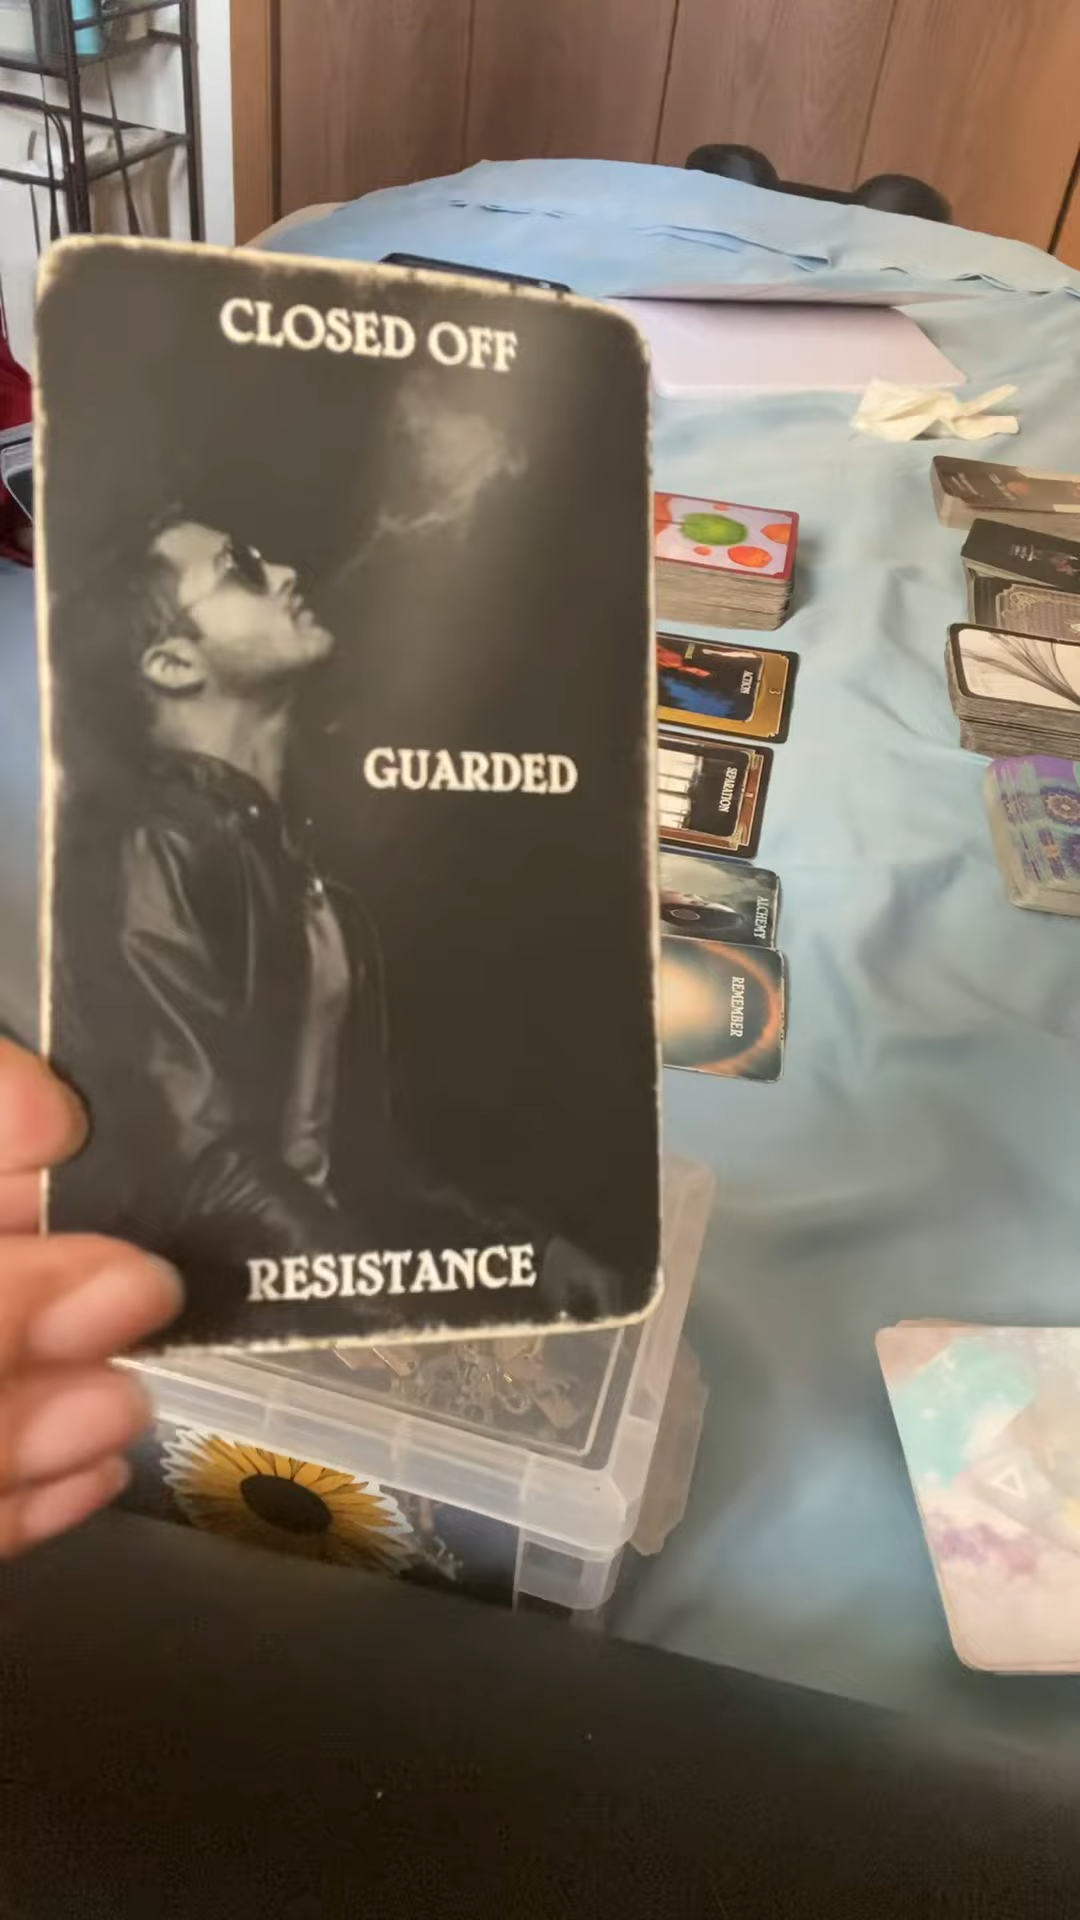 CLOSED OFF
GUARDED
RESISTANCE
ACTION
SEPARATION
ALCHEMY
REMEMBER